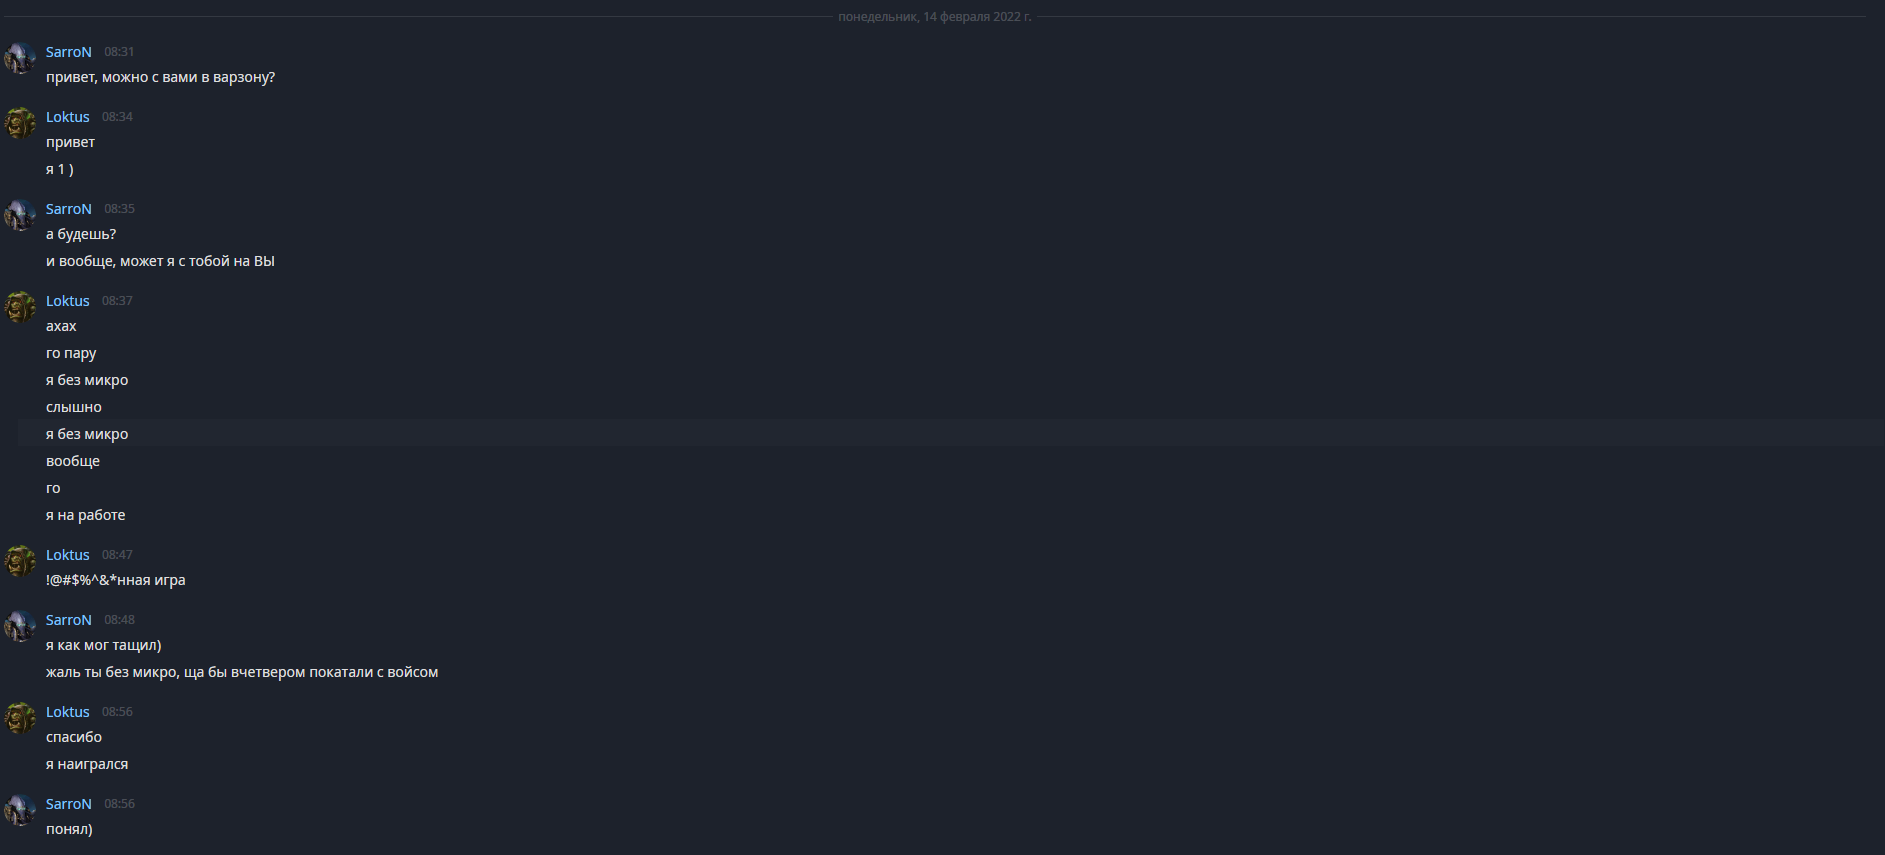 понедельник, 14 февраля 2022 г.
SarroN 08:31
привет, можно с вами в варзону?
Loktus 08:34
привет
я 1 )
SarroN 08:35
а будешь?
и вообще, может я с тобой на ВЫ
Loktus 08:37
ахах
го пару
я без микро
слышно
я без микро
вообще
го
я на работе
Loktus 08:47
!@#$%^&*нная игра
SarroN 08:48
я как мог тащил)
жаль ты без микро, ща бы вчетвером покатали с войсом
Loktus 08:56
спасибо
я наигрался
SarroN 08:56
понял)